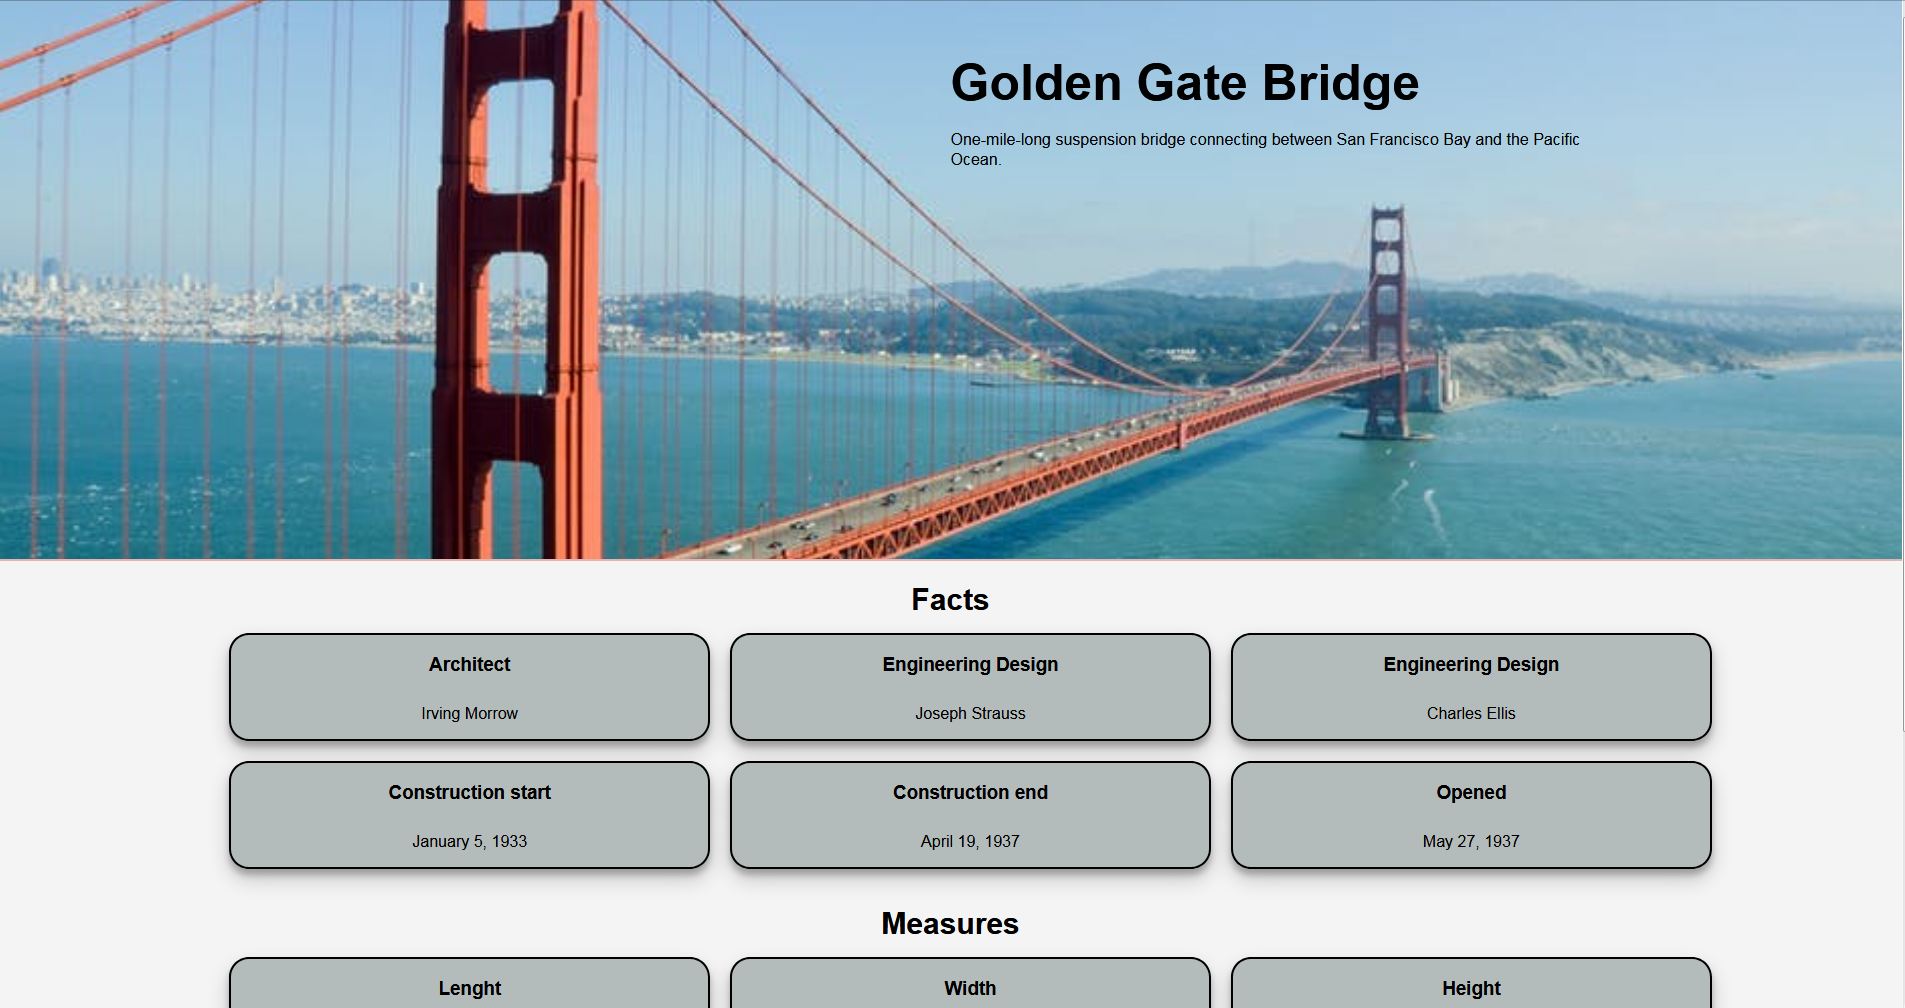 Golden Gate Bridge
One-mile-long suspension bridge connecting between San Francisco Bay and the Pacific
Ocean.
Facts
Architect
Engineering Design
Engineering Design
Irving Morrow
Joseph Strauss
Charles Ellis
Construction start
Construction end
Opened
January 5, 1933
April 19, 1937
May 27, 1937
Measures
Lenght
Width
Height